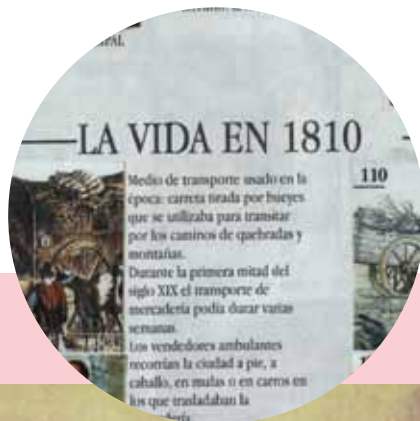 LA VIDA EN 1810
Medio de transporte usado en la
época: carreta tirada por bueyes
que se utilizaba para transitar
por los caminos de quebradas y
montañas.
Durante la primera mitad del
siglo XIX el transporte de
mercadería podía durar varias
semanas.
Los vendedores ambulantes
recorrían la ciudad a pie, a
caballo, en mulas o en carros en
los que trasladaban la
110